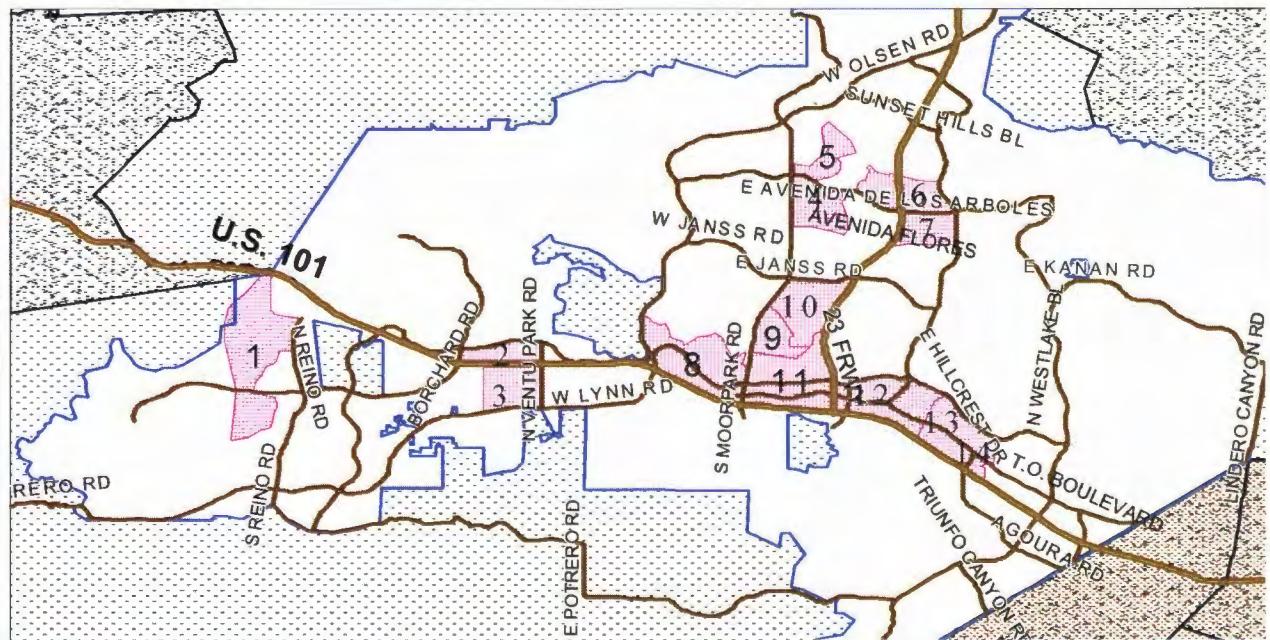 W OLSEN RD
SUNSET HILLS BL
5
E AVENIDA DE LOS ARBOLES
6
4
AVENIDA FLORES
7
W JANSS RD
U.S. 101
E JANSS RD
E KANAN RD
10
9
23 FRWY
N WESTLAKE BL
LINDERO CANYON RD
1
N REINO RD
BORCHARD RD
2
N VENTU PARK RD
3
W LYNN RD
8
S MOORPARK RD
11
12
E HILLCREST DR
13
14
T.O. BOULEVARD
RERO RD
S REINO RD
E POTRERO RD
TRIUNFO CANYON RD
AGOURA RD